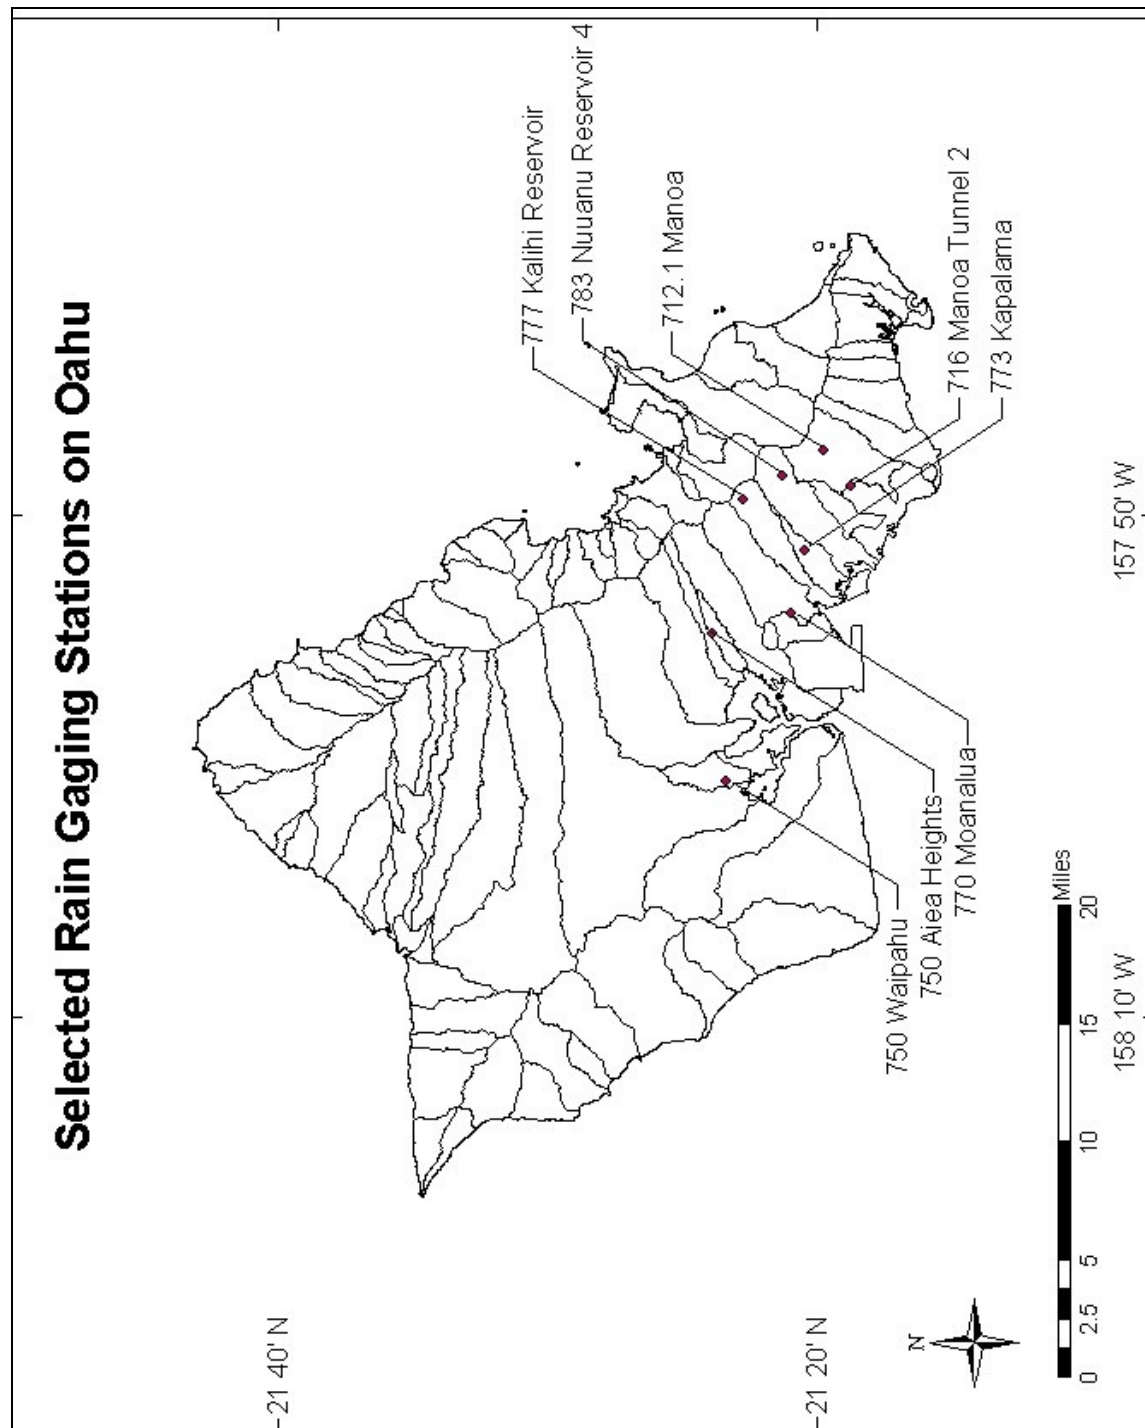 Selected Rain Gaging Stations on Oahu
777 Kalihi Reservoir
783 Nuuanu Reservoir 4
712.1 Manoa
716 Manoa Tunnel 2
773 Kapalama
750 Waipahu
750 Aiea Heights
770 Moanalua
21 40' N
21 20' N
158 10' W
157 50' W
N
0 2.5 5 10 15 20 Miles